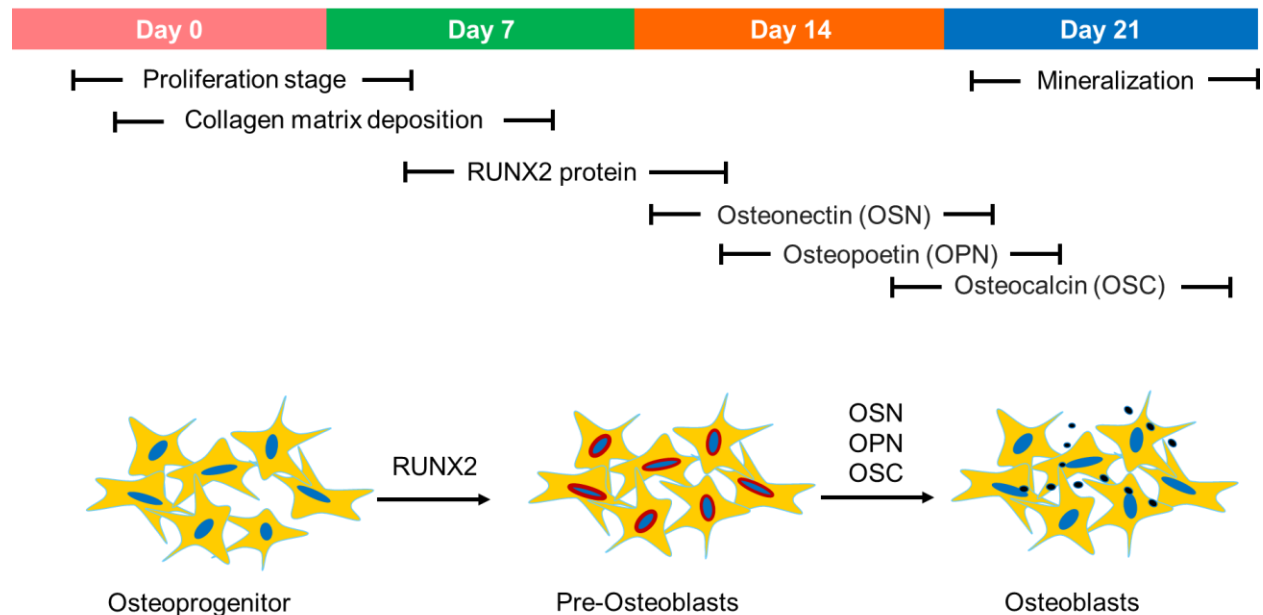 Day 0 Day 7 Day 14 Day 21
Proliferation stage Mineralization
Collagen matrix deposition
RUNX2 protein
Osteonectin (OSN)
Osteopoetin (OPN)
Osteocalcin (OSC)
OSN
OPN
RUNX2 OSC
Osteoprogenitor Pre-Osteoblasts Osteoblasts